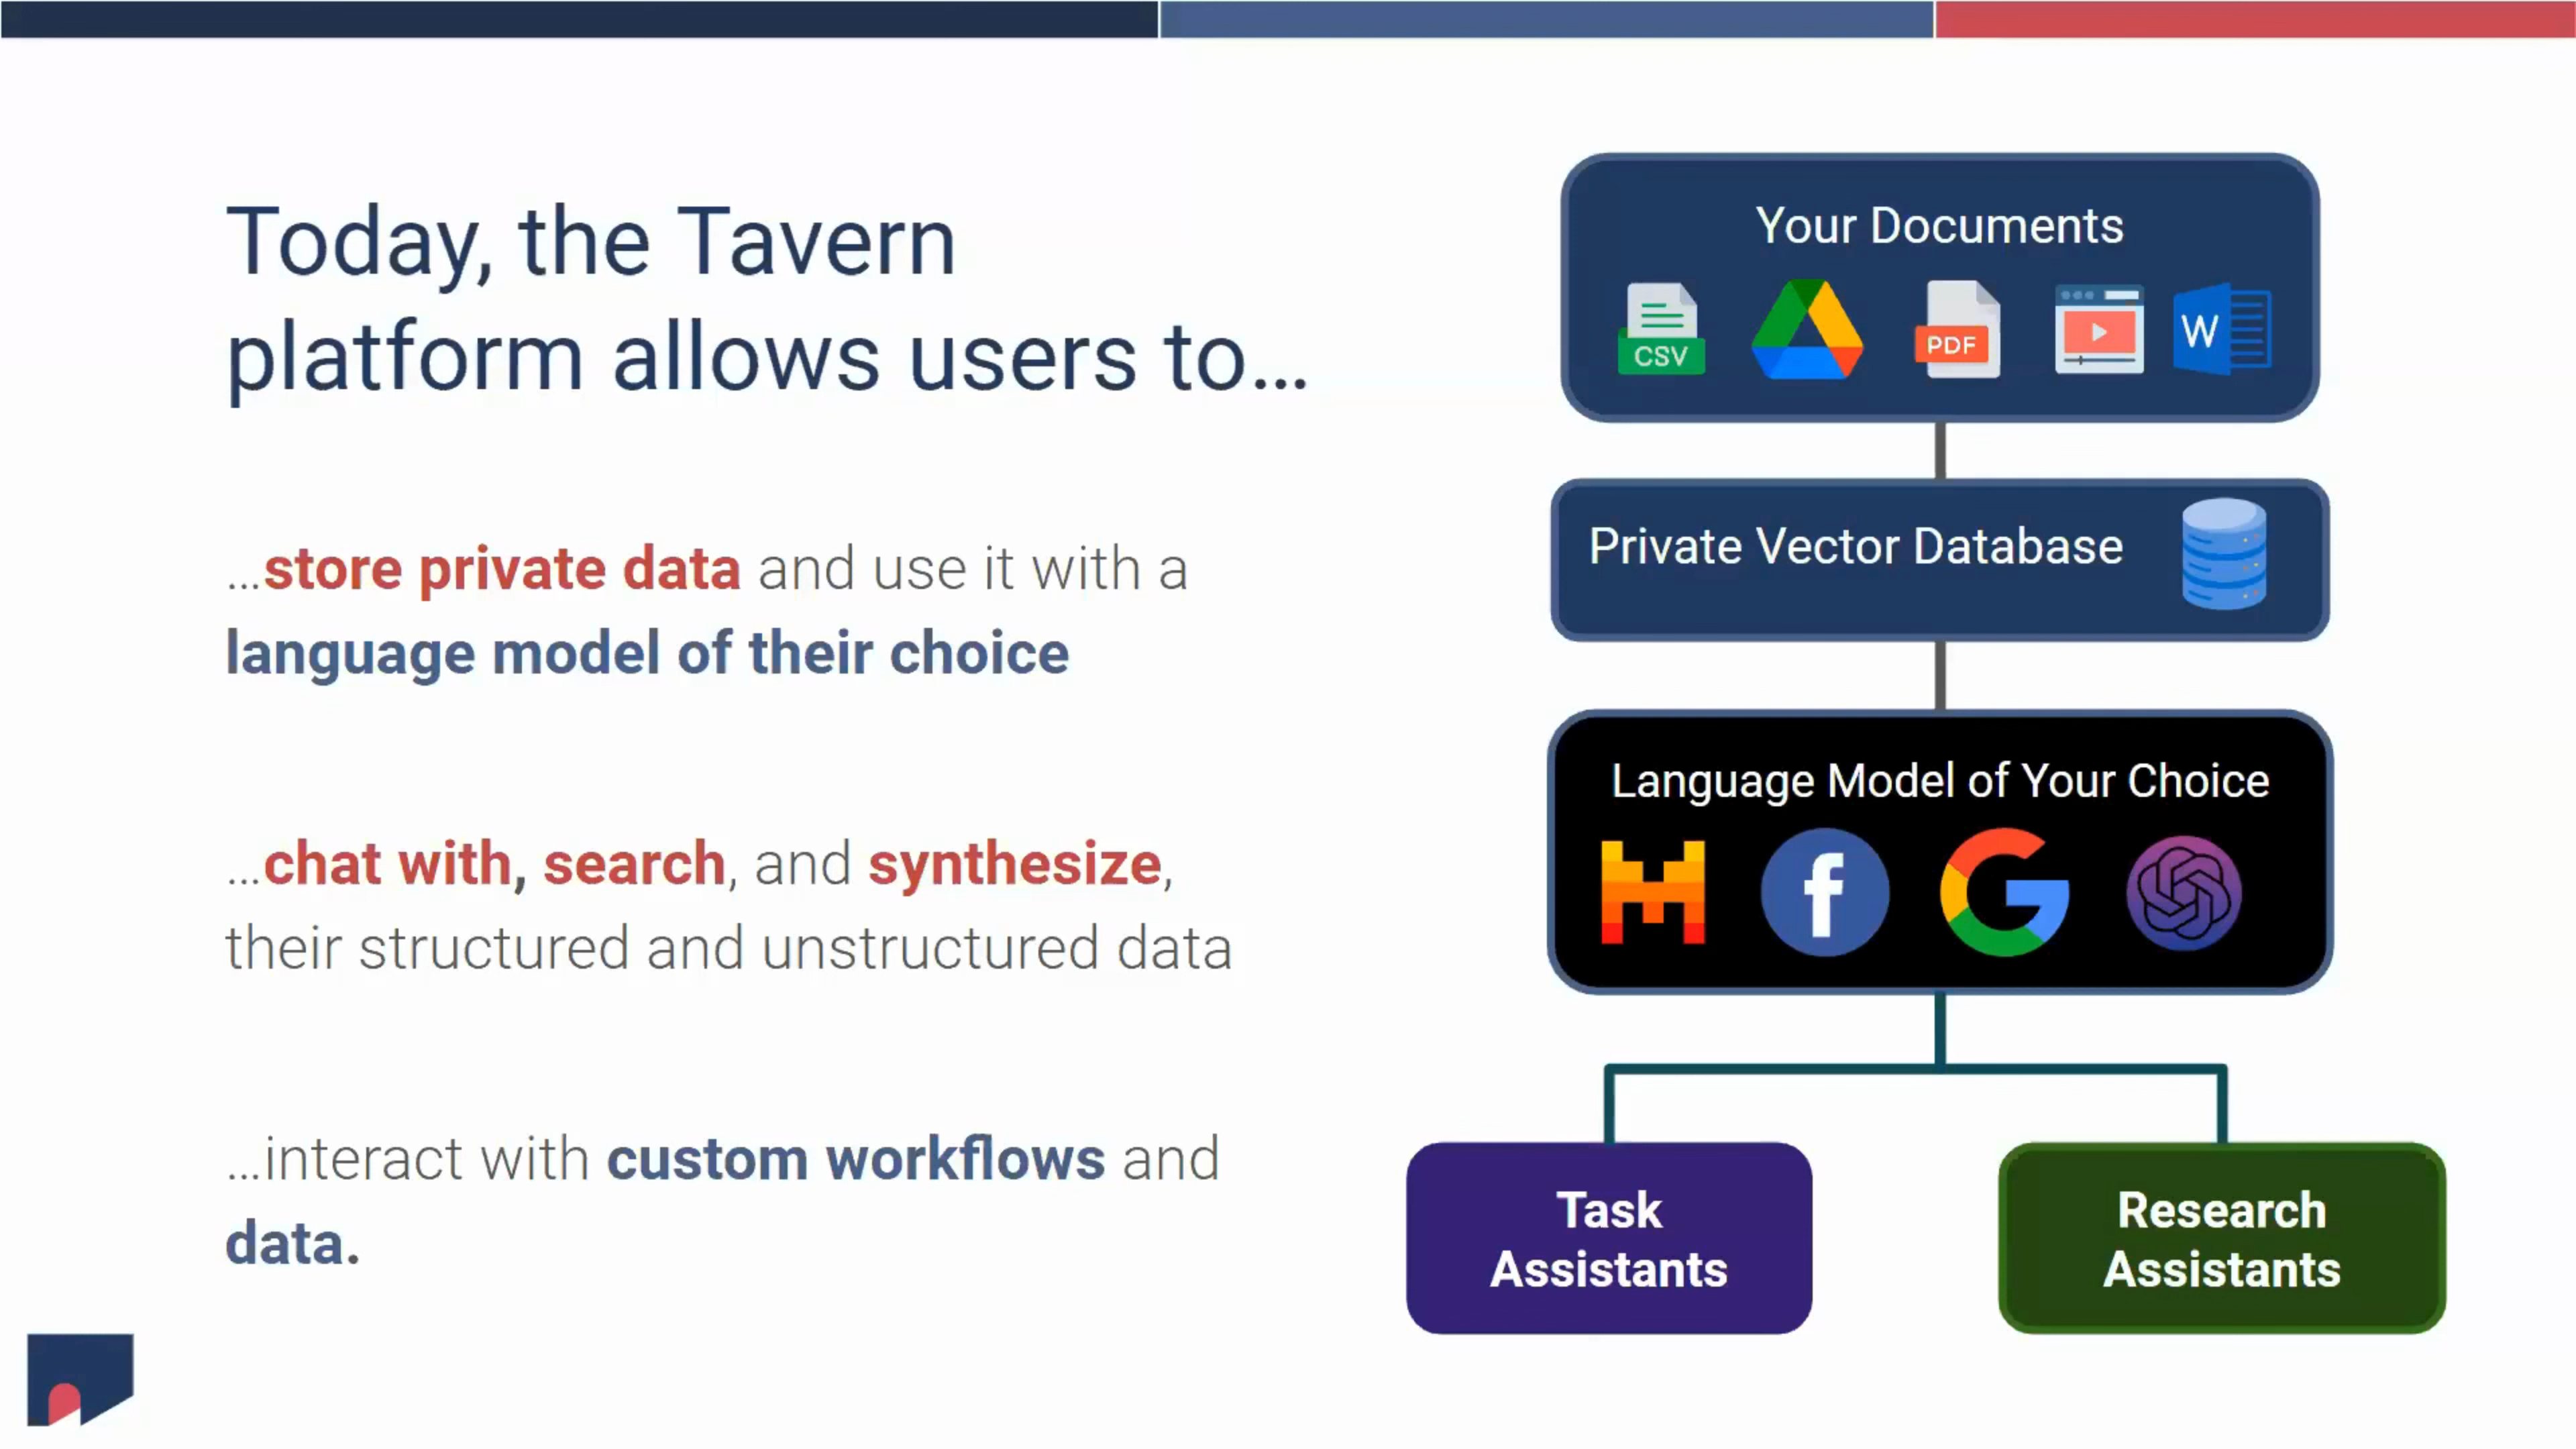 Today, the Tavern
platform allows users to...
...store private data and use it with a
language model of their choice
...chat with, search, and synthesize,
their structured and unstructured data
...interact with custom workflows and
data.
Your Documents
CSV
PDF
W
Private Vector Database
Language Model of Your Choice
f
G
Task
Assistants
Research
Assistants